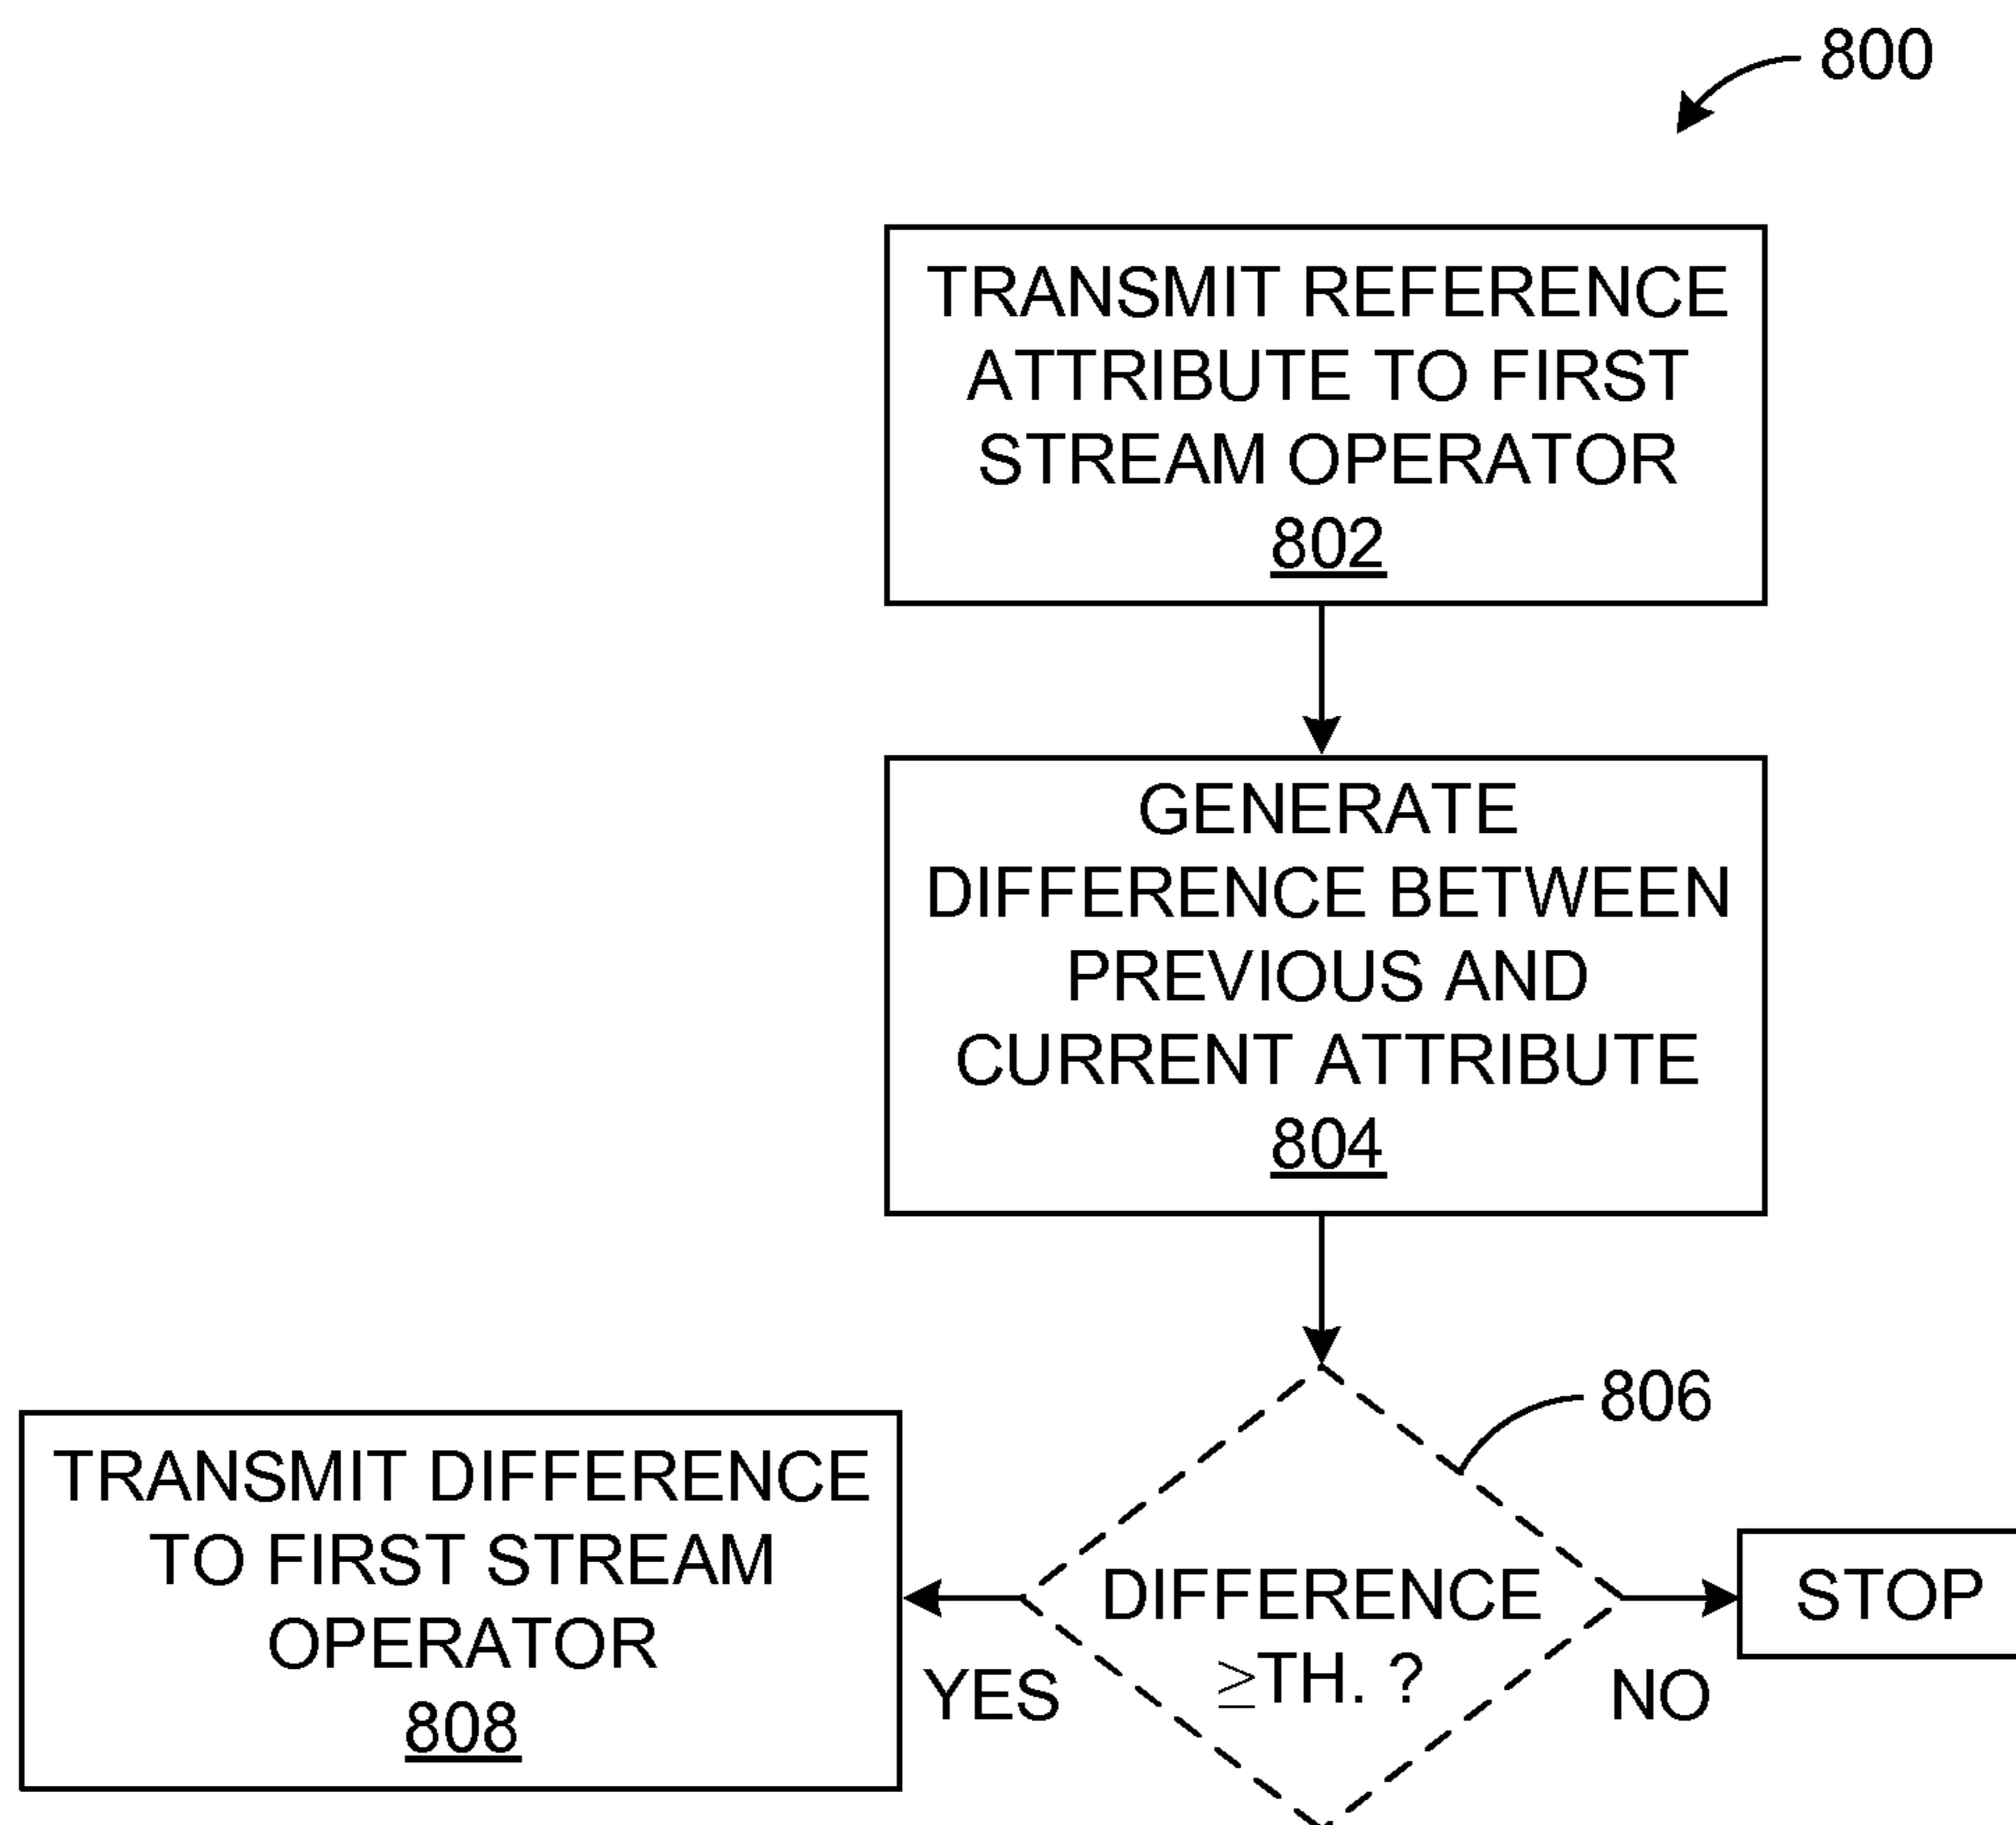 800
TRANSMIT REFERENCE
ATTRIBUTE TO FIRST
STREAM OPERATOR
802
GENERATE
DIFFERENCE BETWEEN
PREVIOUS AND
CURRENT ATTRIBUTE
804
806
TRANSMIT DIFFERENCE
TO FIRST STREAM
OPERATOR
808
YES
DIFFERENCE
≥TH. ?
NO
STOP